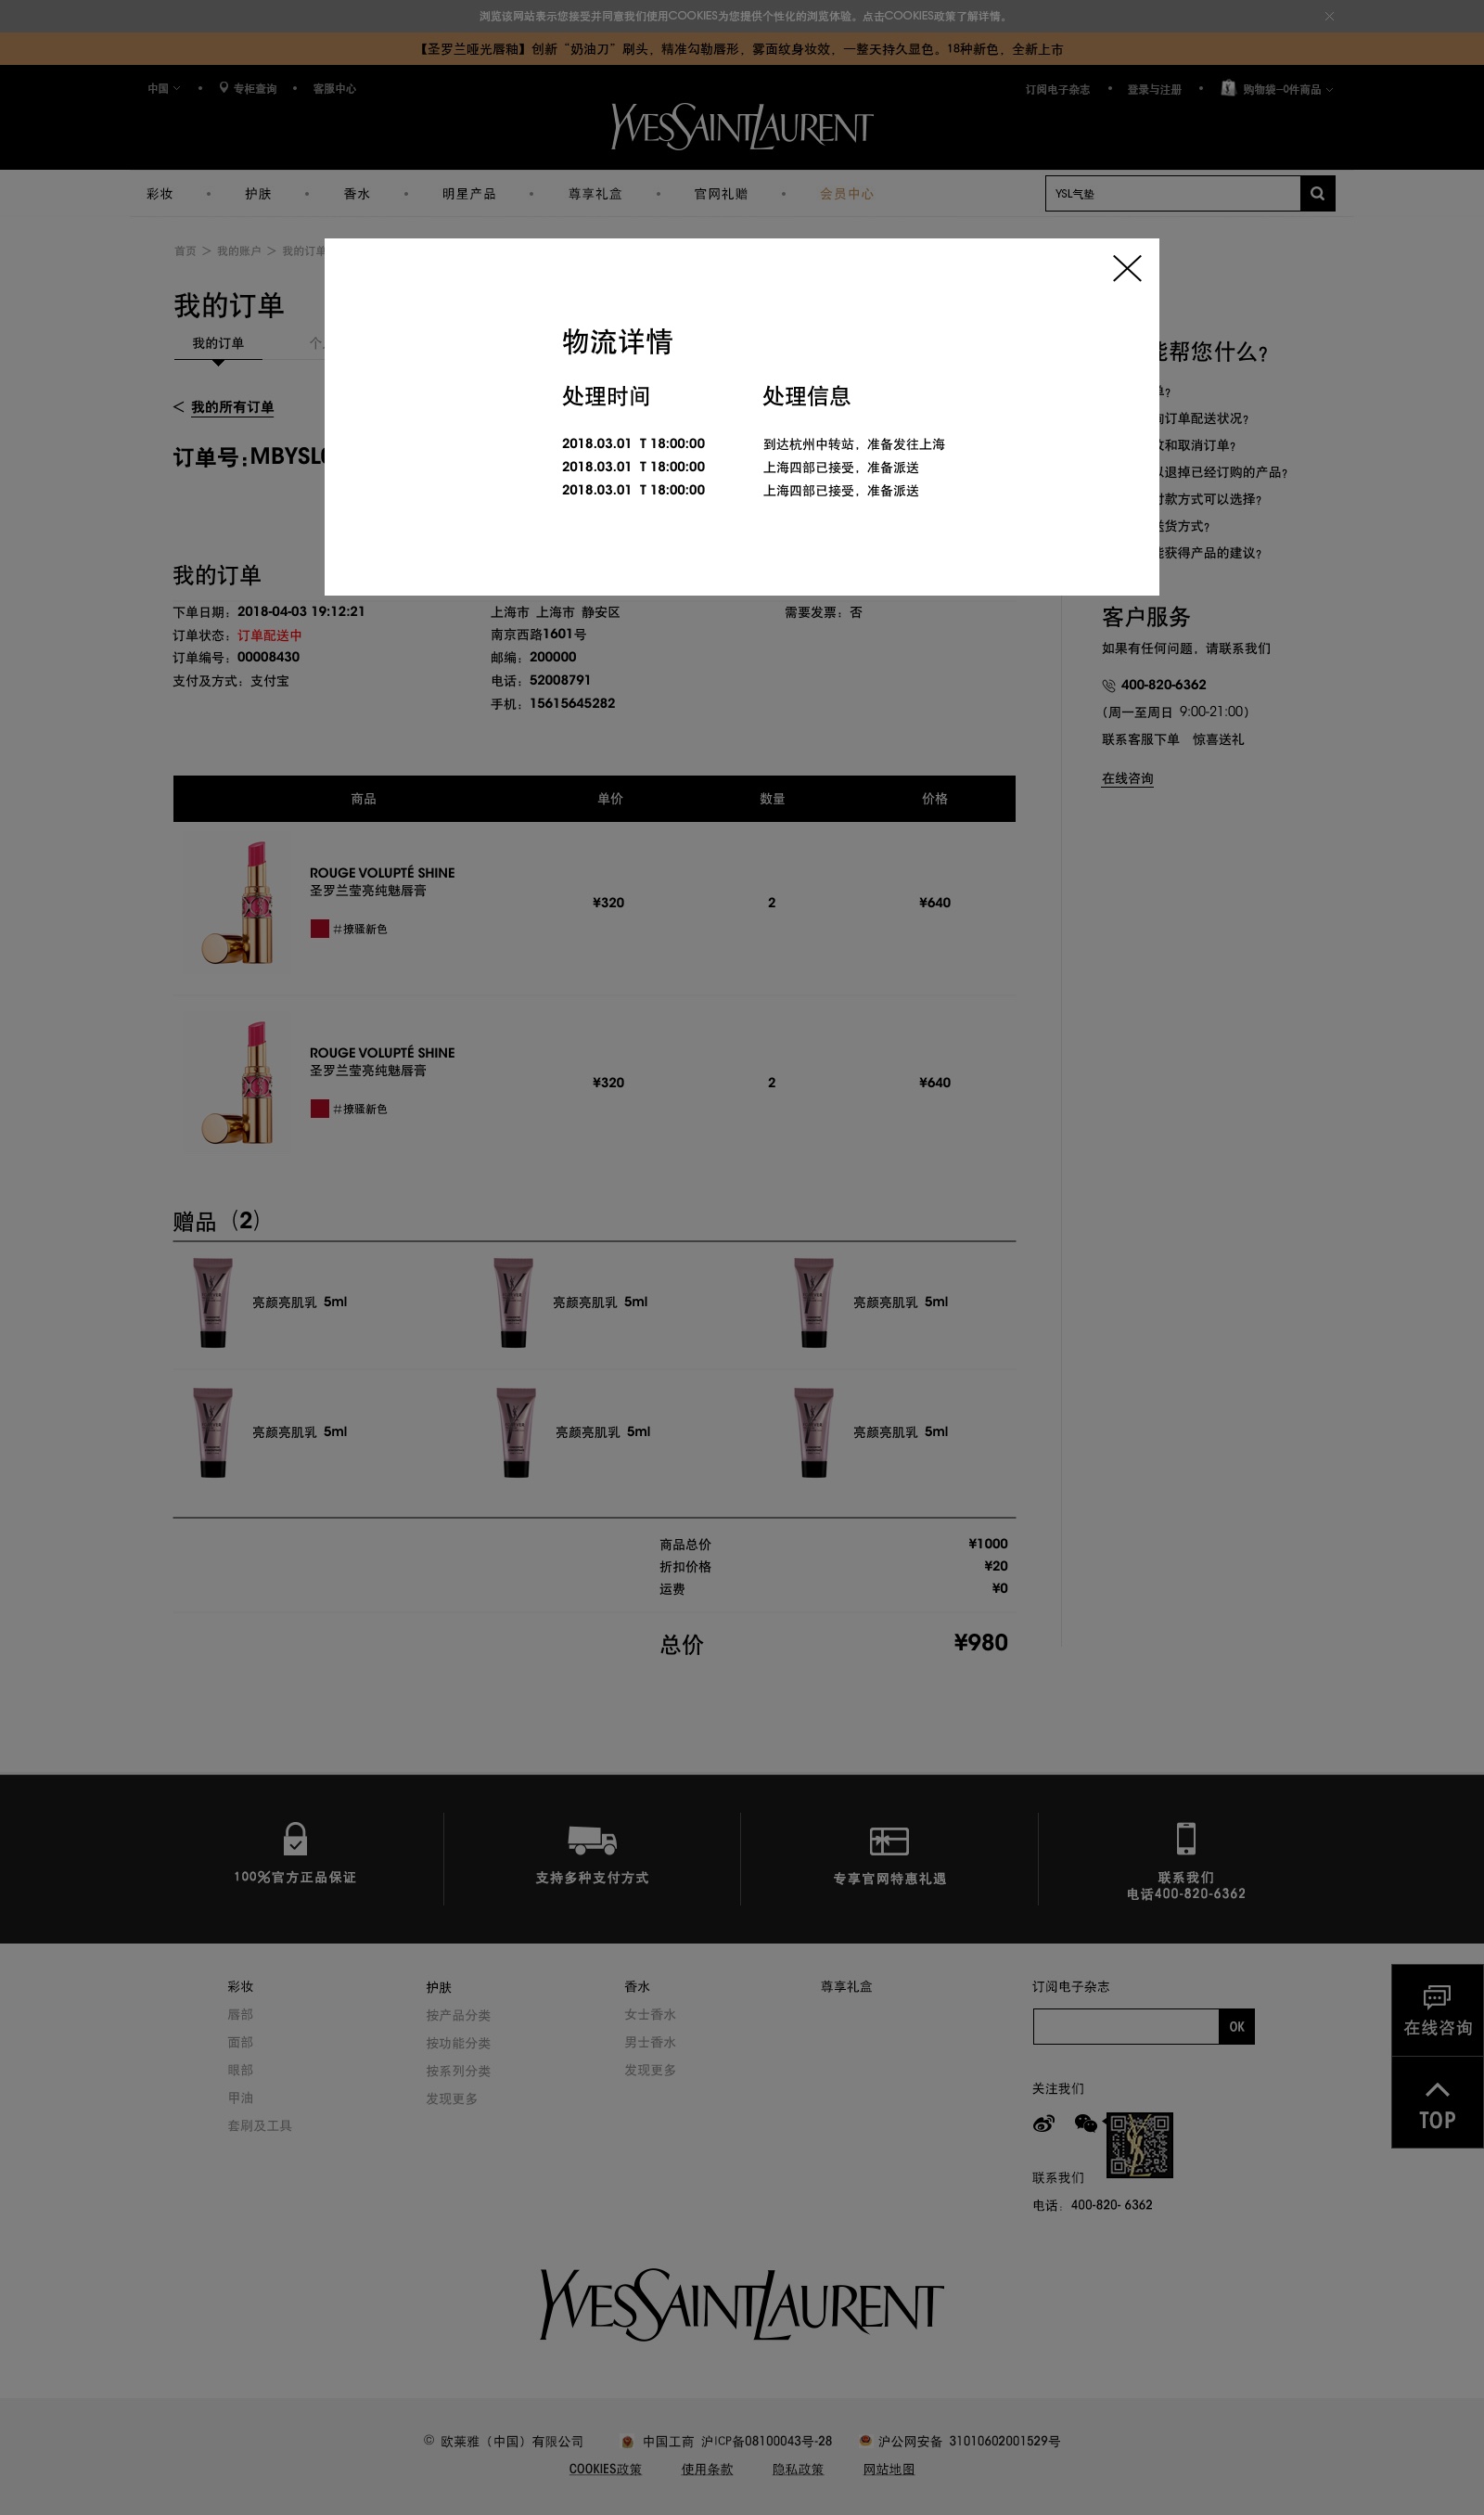 浏览该网站表示您接受并同意我们使用COOKIES为您提供个性化的浏览体验。点击COOKIES政策了解详情。
【圣罗兰哑光唇釉】创新“奶油刀”刷头，精准勾勒唇形，雾面纹身妆效，一整天持久显色。18种新色，全新上市
中国 专柜查询 客服中心 订阅电子杂志 登录与注册 购物袋—0件商品
YVESSAINTLAURENT
彩妆 护肤 香水 明星产品 尊享礼盒 官网礼赠 会员中心 YSL气垫
首页 > 我的账户 > 我的订单
我的订单
我的订单 个
物流详情
处理时间 处理信息
2018.03.01 T 18:00:00 到达杭州中转站，准备发往上海
2018.03.01 T 18:00:00 上海四部已接受，准备派送
2018.03.01 T 18:00:00 上海四部已接受，准备派送
< 我的所有订单
订单号:MBYSL
能帮您什么?
单?
询订单配送状况?
改和取消订单?
以退掉已经订购的产品?
付款方式可以选择?
送货方式?
能获得产品的建议?
我的订单
下单日期：2018-04-03 19:12:21
订单状态：订单配送中
订单编号：00008430
支付及方式：支付宝
上海市 上海市 静安区
南京西路1601号
邮编：200000
电话：52008791
手机：15615645282
需要发票：否
客户服务
如果有任何问题，请联系我们
400-820-6362
(周一至周日 9:00-21:00)
联系客服下单 惊喜送礼
在线咨询
商品 单价 数量 价格
ROUGE VOLUPTÉ SHINE
圣罗兰莹亮纯魅唇膏
#撩骚新色
¥320 2 ¥640
ROUGE VOLUPTÉ SHINE
圣罗兰莹亮纯魅唇膏
#撩骚新色
¥320 2 ¥640
赠品（2）
亮颜亮肌乳 5ml 亮颜亮肌乳 5ml 亮颜亮肌乳 5ml
亮颜亮肌乳 5ml 亮颜亮肌乳 5ml 亮颜亮肌乳 5ml
商品总价 ¥1000
折扣价格 ¥20
运费 ¥0
总价 ¥980
100%官方正品保证 支持多种支付方式 专享官网特惠礼遇 联系我们
电话400-820-6362
彩妆
唇部
面部
眼部
甲油
套刷及工具
护肤
按产品分类
按功能分类
按系列分类
发现更多
香水
女士香水
男士香水
发现更多
尊享礼盒
订阅电子杂志
OK
关注我们
联系我们
电话：400-820- 6362
在线咨询
TOP
YVESSAINTLAURENT
© 欧莱雅（中国）有限公司 中国工商 沪ICP备08100043号-28 沪公网安备 31010602001529号
COOKIES政策 使用条款 隐私政策 网站地图